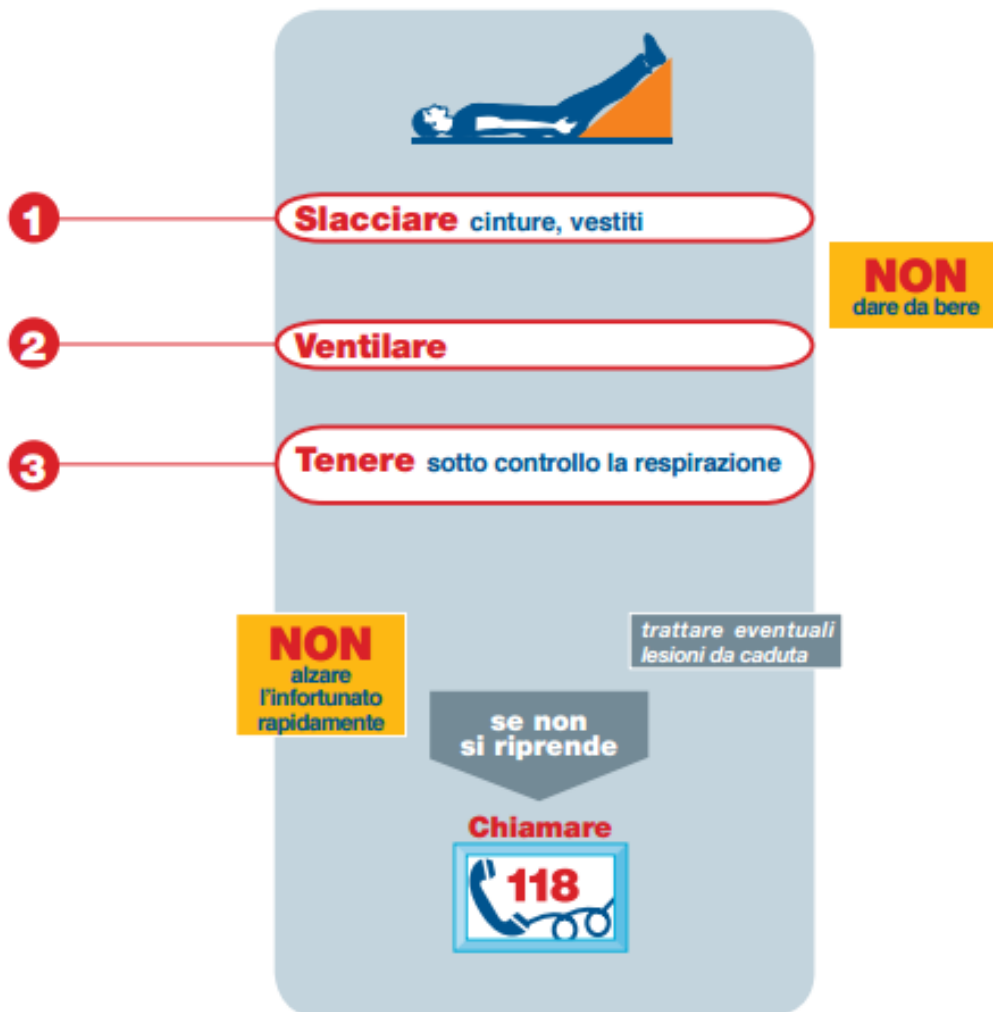 1
Slacciare cinture, vestiti
NON
dare da bere
2
Ventilare
3
Tenere sotto controllo la respirazione
NON
alzare
l'infortunato
rapidamente
trattare eventuali
lesioni da caduta
se non
si riprende
Chiamare
118